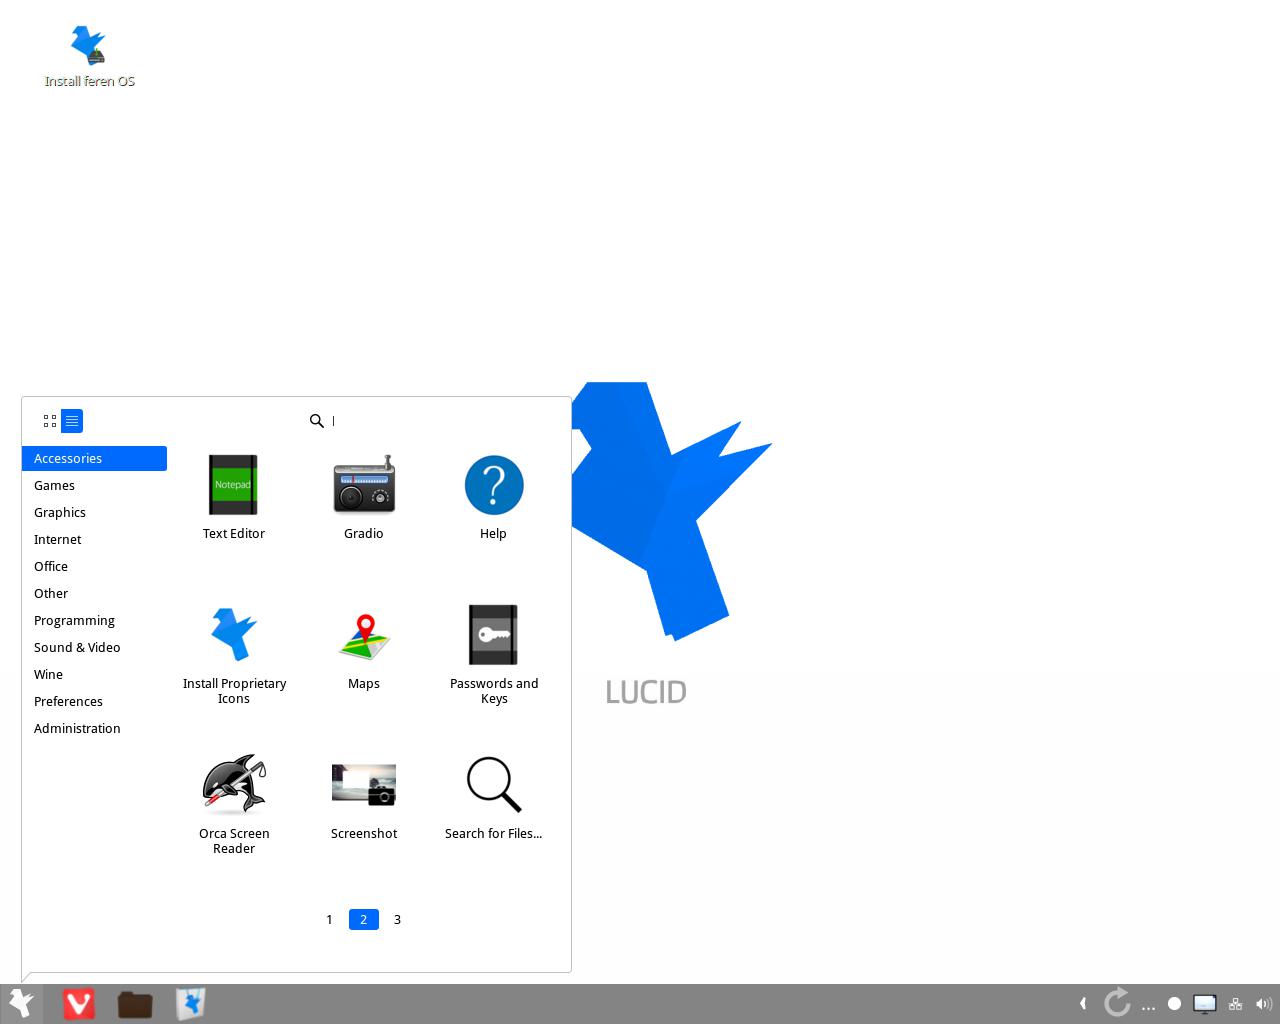 Install feren OS
Accessories
Games
Graphics
Internet
Office
Other
Programming
Sound & Video
Wine
Preferences
Administration
Notepad
Text Editor
Gradio
?
Help
Install Proprietary
Icons
Maps
Passwords and
Keys
Orca Screen
Reader
Screenshot
Search for Files...
1 2 3
LUCID
...